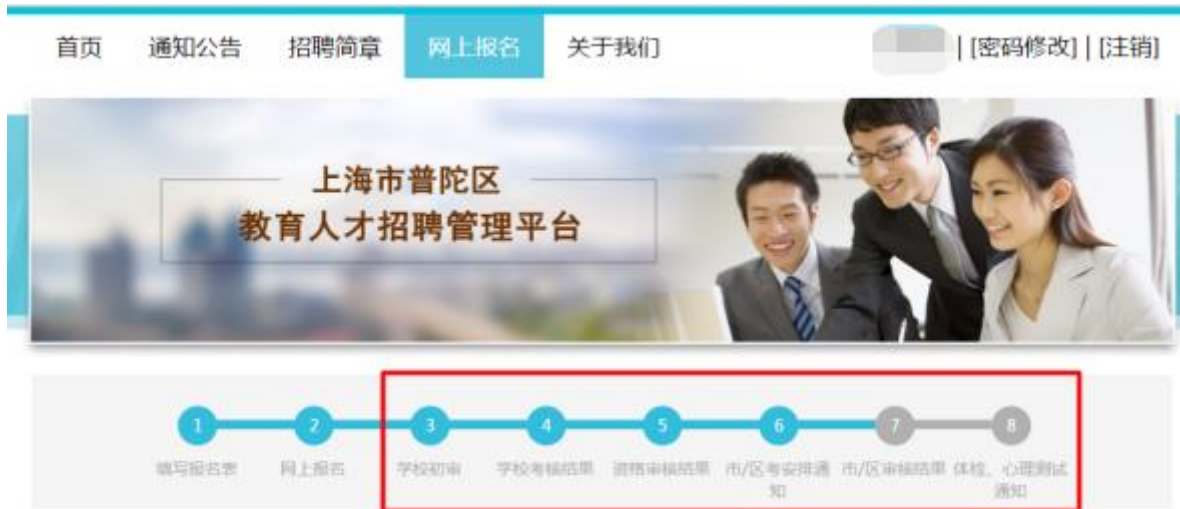 首页 通知公告 招聘简章 网上报名 关于我们 | [密码修改] | [注销]
上海市普陀区
教育人才招聘管理平台
1 2 3 4 5 6 7 8
填写报名表 网上报名 学校初审 学校考核结果 资格审核结果 市/区考安排通 市/区审核结果 体检、心理测试
知 通知